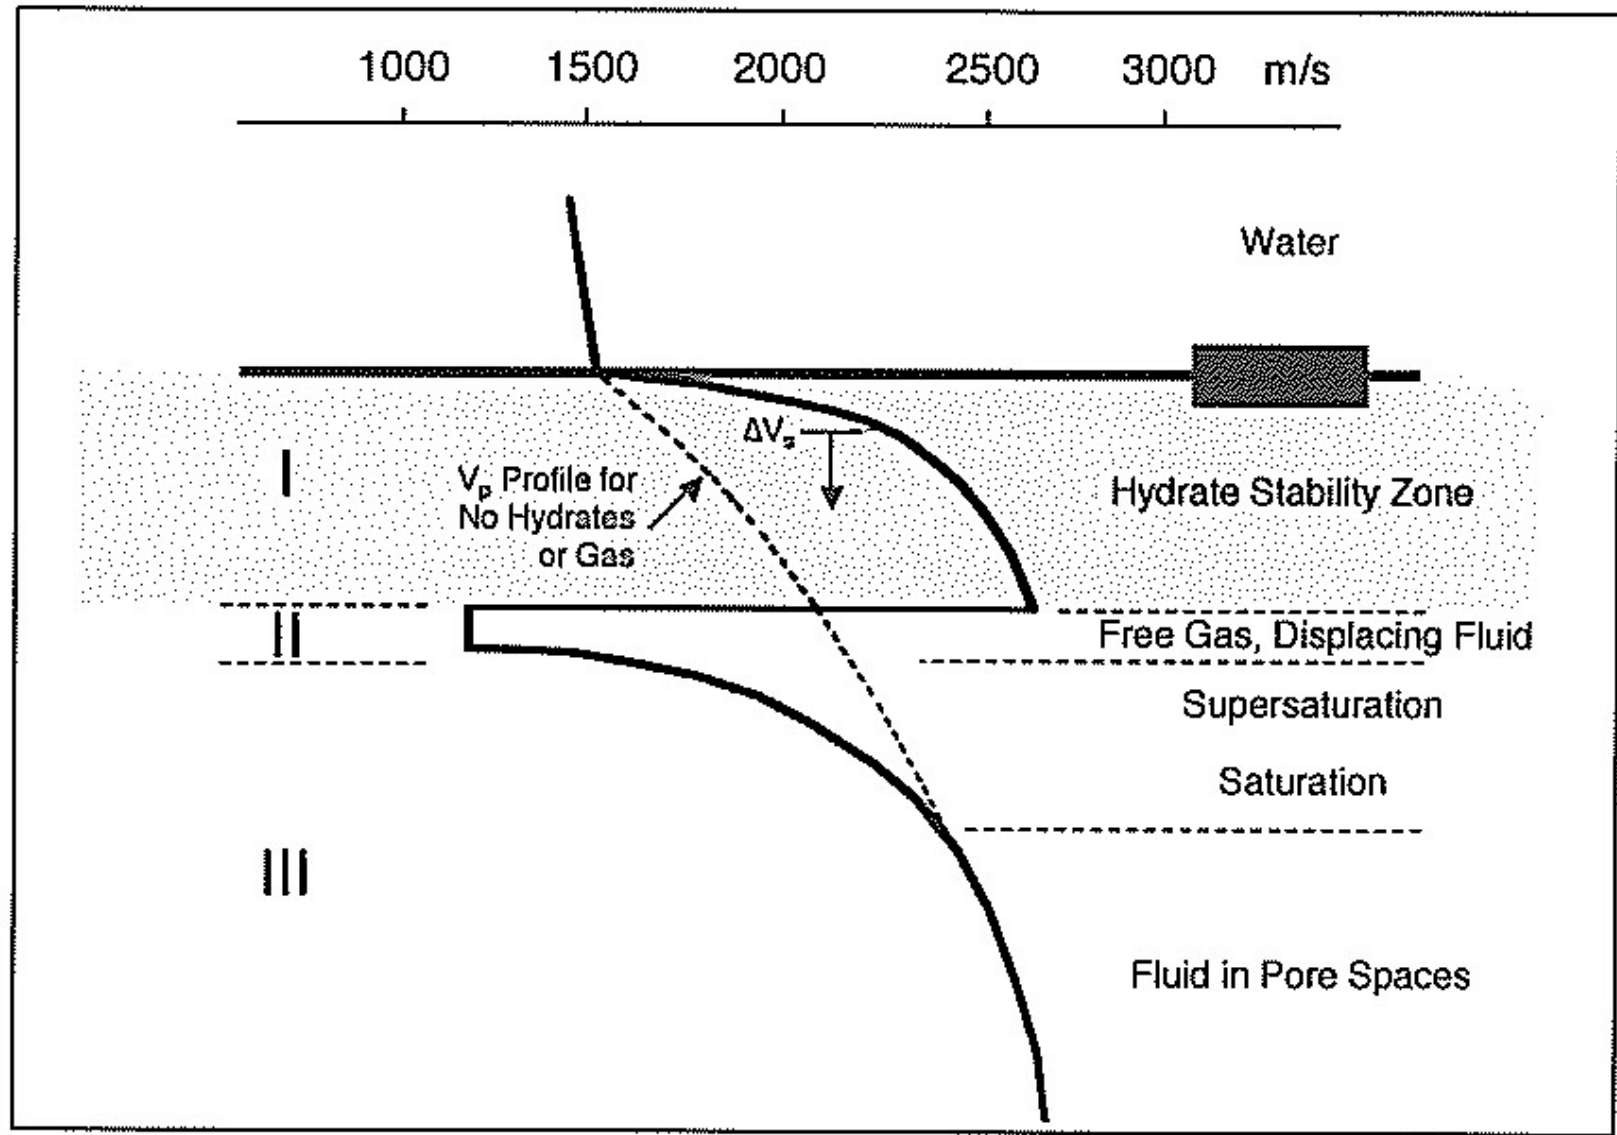 1000 1500 2000 2500 3000 m/s
Water
ΔVs
I
Vp Profile for
No Hydrates
or Gas
Hydrate Stability Zone
II
Free Gas, Displacing Fluid
Supersaturation
Saturation
III
Fluid in Pore Spaces